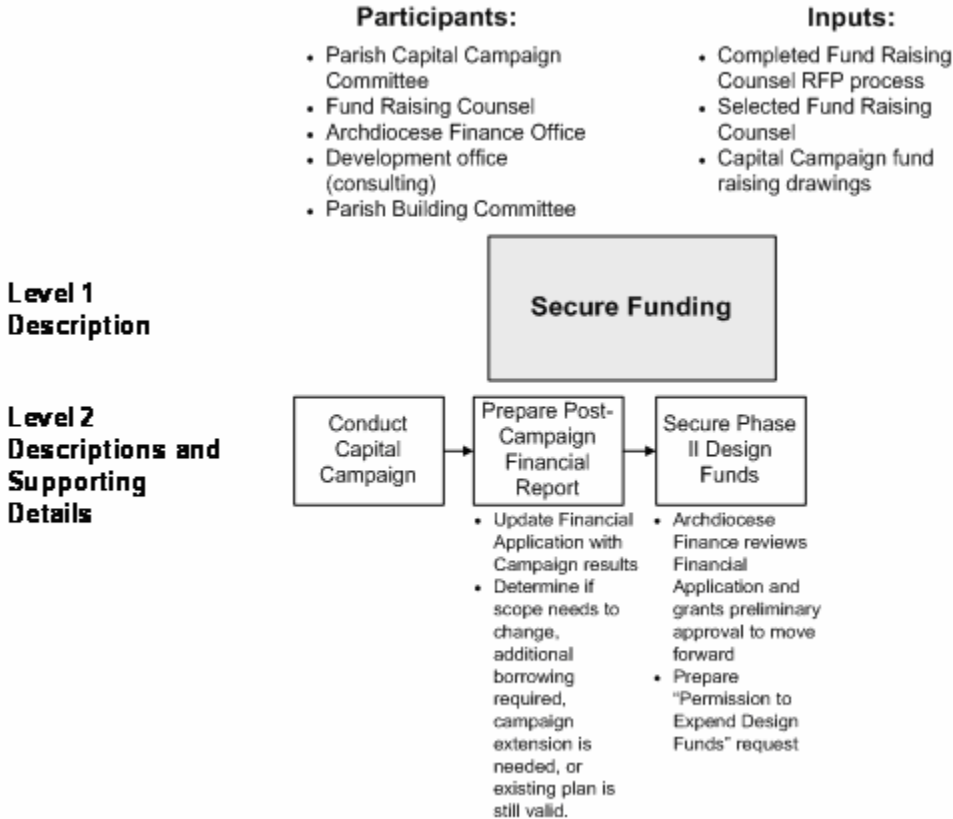 Participants:
• Parish Capital Campaign
Committee
• Fund Raising Counsel
• Archdiocese Finance Office
• Development office
(consulting)
• Parish Building Committee
Inputs:
• Completed Fund Raising
Counsel RFP process
• Selected Fund Raising
Counsel
• Capital Campaign fund
raising drawings
Level 1
Description
Secure Funding
Level 2
Descriptions and
Supporting
Details
Conduct
Capital
Campaign
Prepare Post-
Campaign
Financial
Report
Secure Phase
II Design
Funds
• Update Financial
Application with
Campaign results
• Determine if
scope needs to
change,
additional
borrowing
required,
campaign
extension is
needed, or
existing plan is
still valid.
• Archdiocese
Finance reviews
Financial
Application and
grants preliminary
approval to move
forward
• Prepare
“Permission to
Expend Design
Funds” request